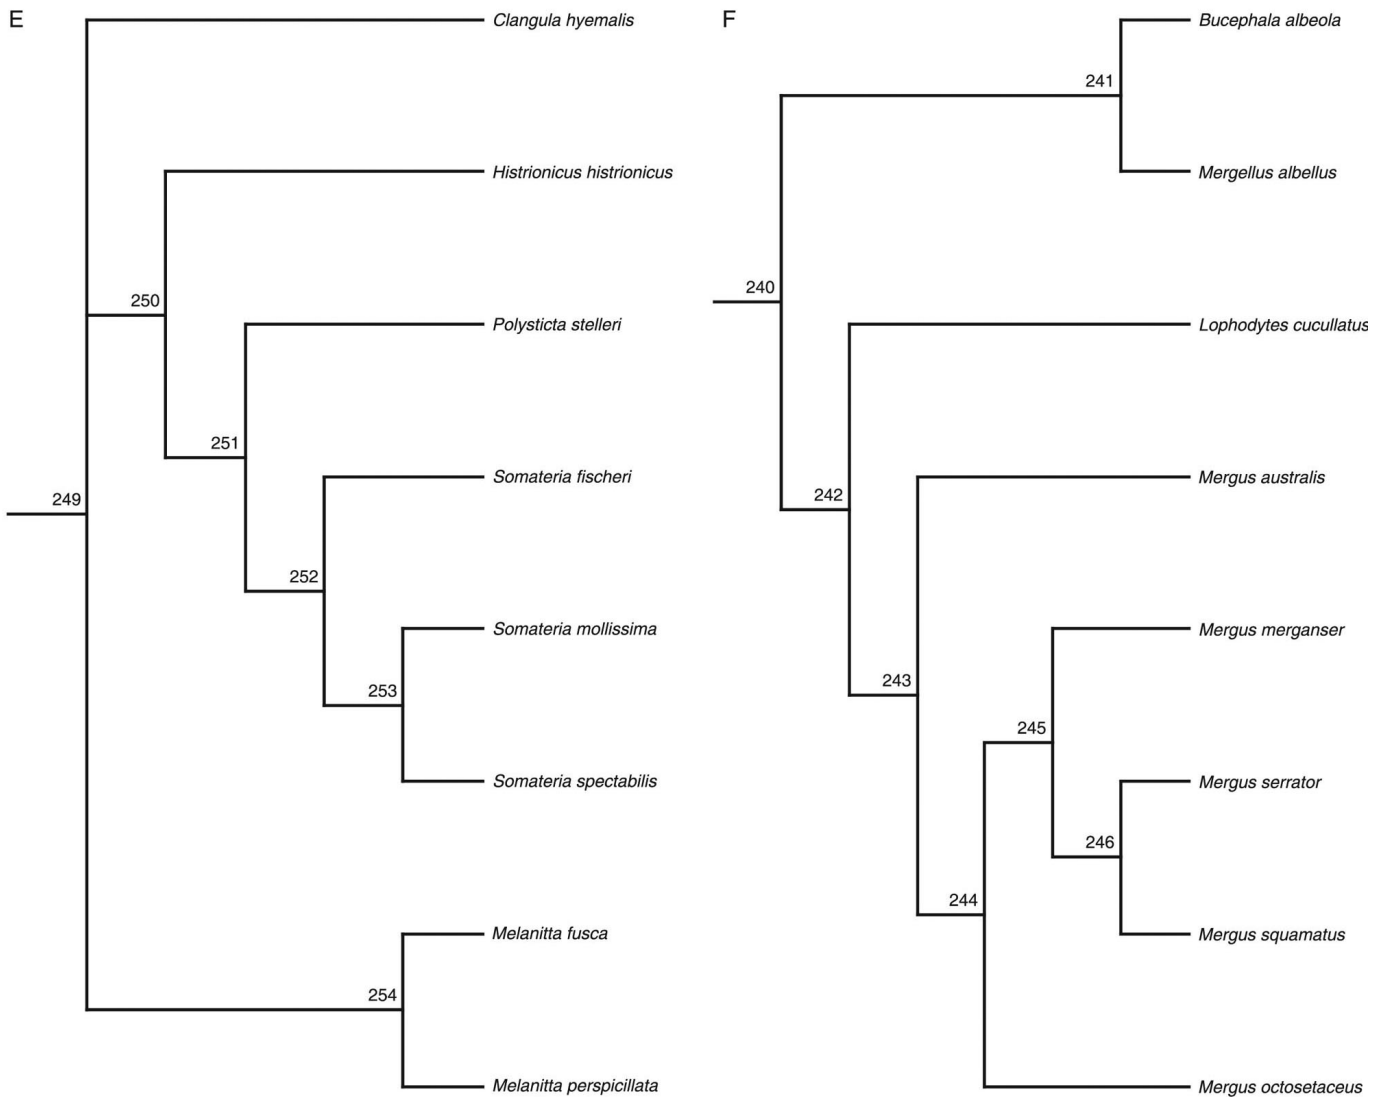 E
Clangula hyemalis
Histrionicus histrionicus
250
Polysticta stelleri
251
Somateria fischeri
249
252
Somateria mollissima
253
Somateria spectabilis
Melanitta fusca
254
Melanitta perspicillata
F
Bucephala albeola
241
Mergellus albellus
240
Lophodytes cucullatus
Mergus australis
242
Mergus merganser
243
245
Mergus serrator
246
244
Mergus squamatus
Mergus octosetaceus